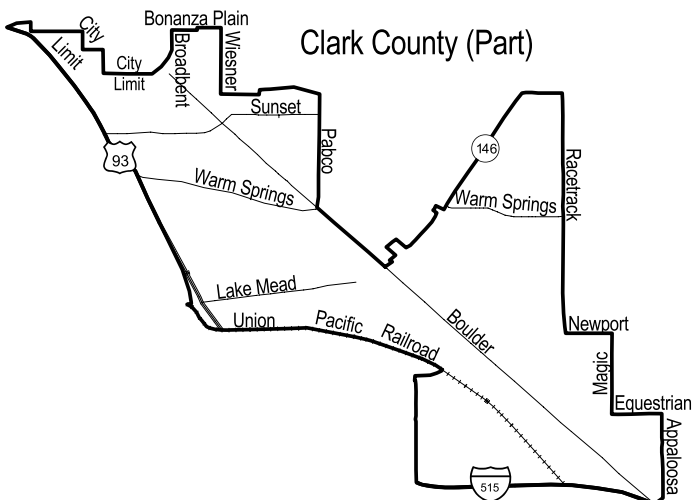 Bonanza Plain
City
Limit
City
Limit
Broadbent
Wiesner
Clark County (Part)
Sunset
Pabco
93
146
Warm Springs
Warm Springs
Racetrack
Lake Mead
Union Pacific Railroad
Boulder
Newport
Magic
Equestrian
Appaloosa
515